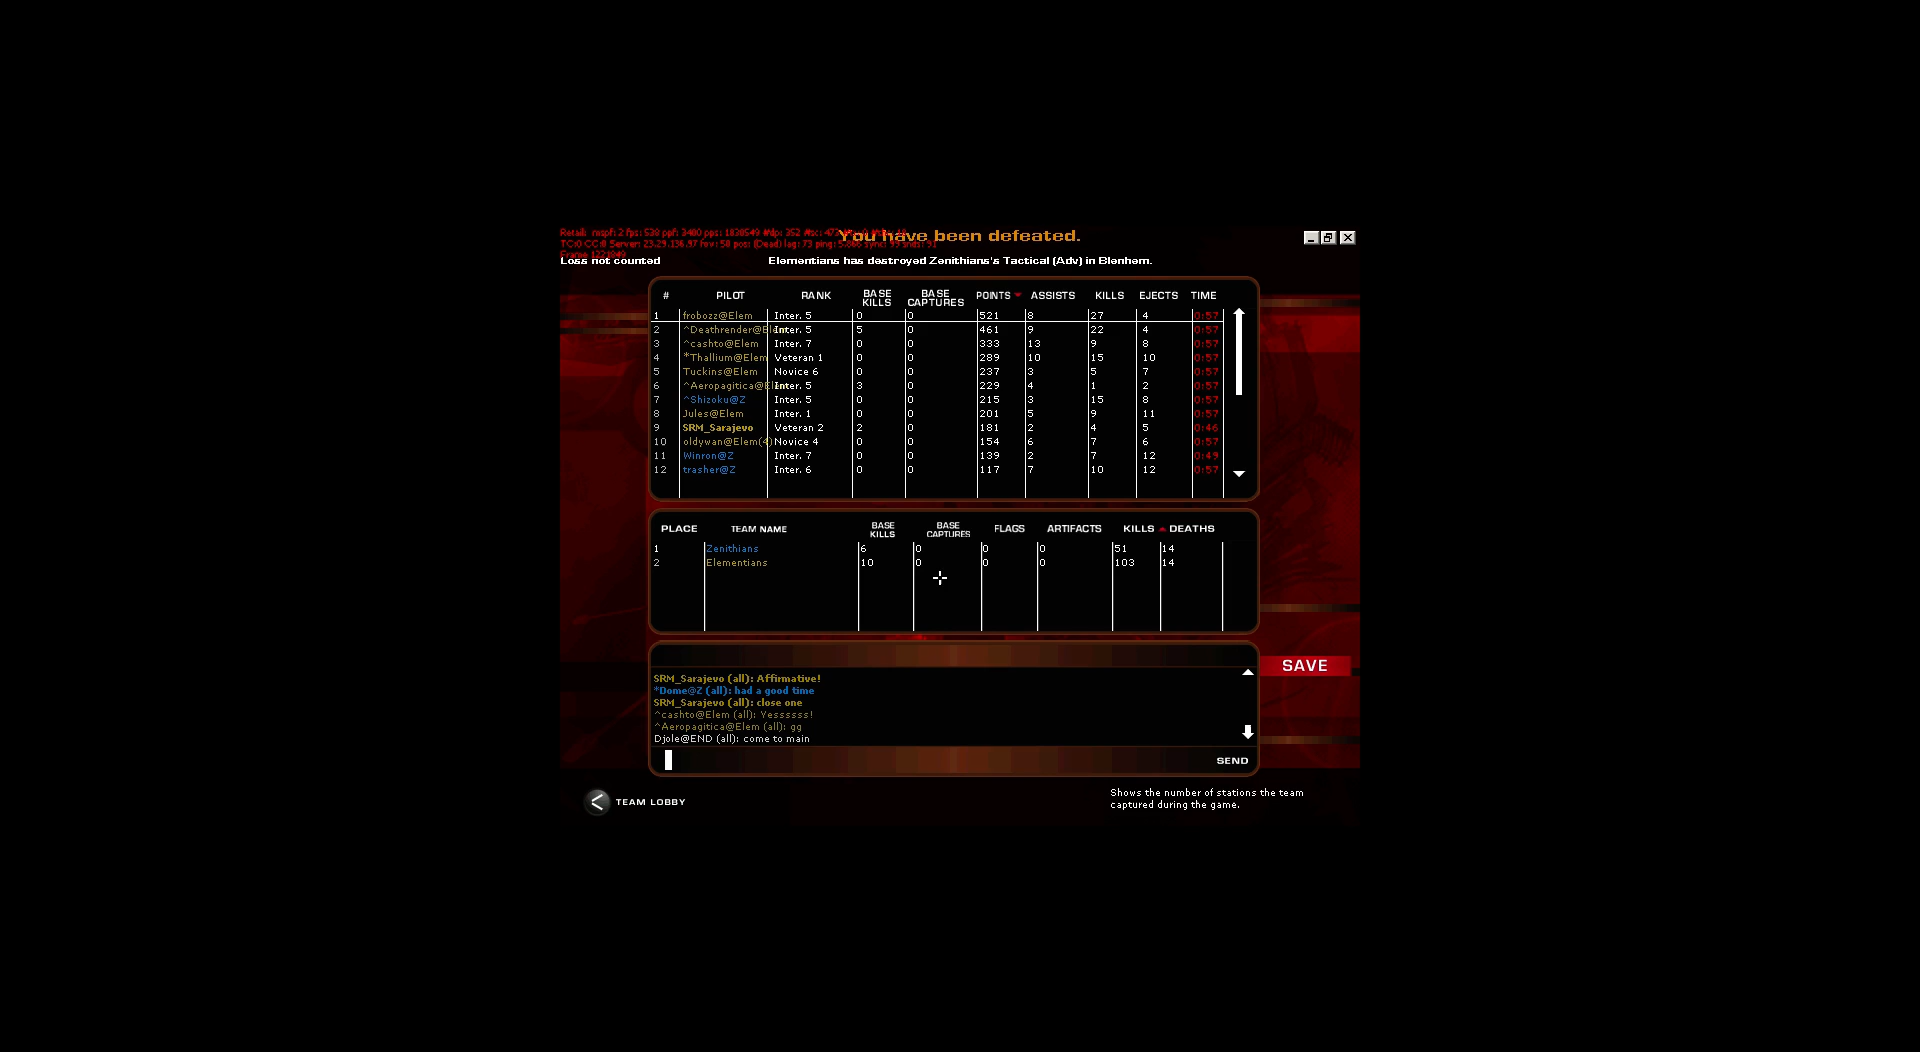 You have been defeated.
Loss not counted
Elementians has destroyed Zenithians's Tactical (Adv) in Blenhem.
# PILOT RANK BASE KILLS BASE CAPTURES POINTS ASSISTS KILLS EJECTS TIME
1 frobozz@Elem Inter. 5 0 0 521 8 27 4 0:57
2 ^Deathrender@Elem Inter. 5 5 0 461 9 22 4 0:57
3 ^cashto@Elem Inter. 7 0 0 333 13 9 8 0:57
4 *Thallium@Elem Veteran 1 0 0 289 10 15 10 0:57
5 Tuckins@Elem Novice 6 0 0 237 3 5 7 0:57
6 ^Aeropagitica@Elem Inter. 5 3 0 229 4 1 2 0:57
7 ^Shizoku@Z Inter. 5 0 0 215 3 15 8 0:57
8 Jules@Elem Inter. 1 0 0 201 5 9 11 0:57
9 SRM_Sarajevo Veteran 2 2 0 181 2 4 5 0:46
10 oldywan@Elem(4) Novice 4 0 0 154 6 7 6 0:57
11 Winron@Z Inter. 7 0 0 139 2 7 12 0:49
12 trasher@Z Inter. 6 0 0 117 7 10 12 0:57
PLACE TEAM NAME BASE KILLS BASE CAPTURES FLAGS ARTIFACTS KILLS DEATHS
1 Zenithians 6 0 0 0 51 14
2 Elementians 10 0 0 0 103 14
SAVE
SRM_Sarajevo (all): Affirmative!
*Dome@Z (all): had a good time
SRM_Sarajevo (all): close one
^cashto@Elem (all): Yessssss!
^Aeropagitica@Elem (all): gg
Djole@END (all): come to main
SEND
TEAM LOBBY
Shows the number of stations the team
captured during the game.